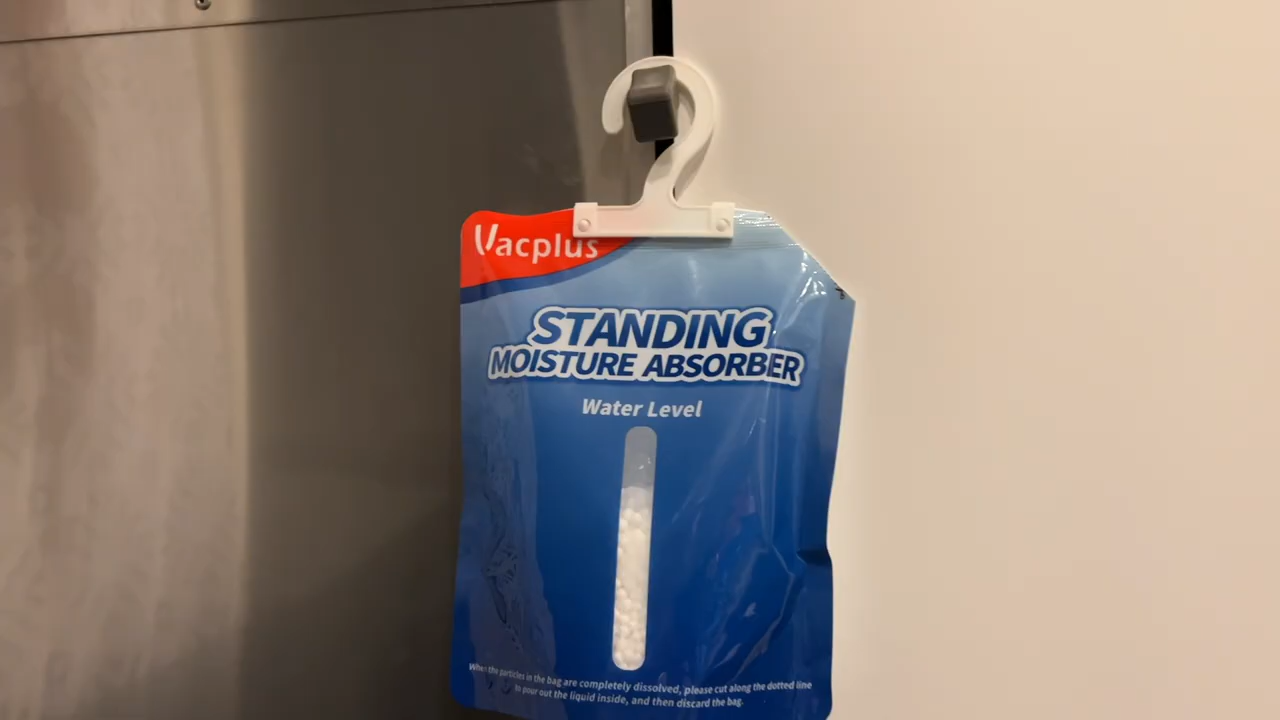 Vacplus
STANDING
MOISTURE ABSORBER
Water Level
When the particles in the bag are completely dissolved, please cut along the dotted line
to pour out the liquid inside, and then discard the bag.